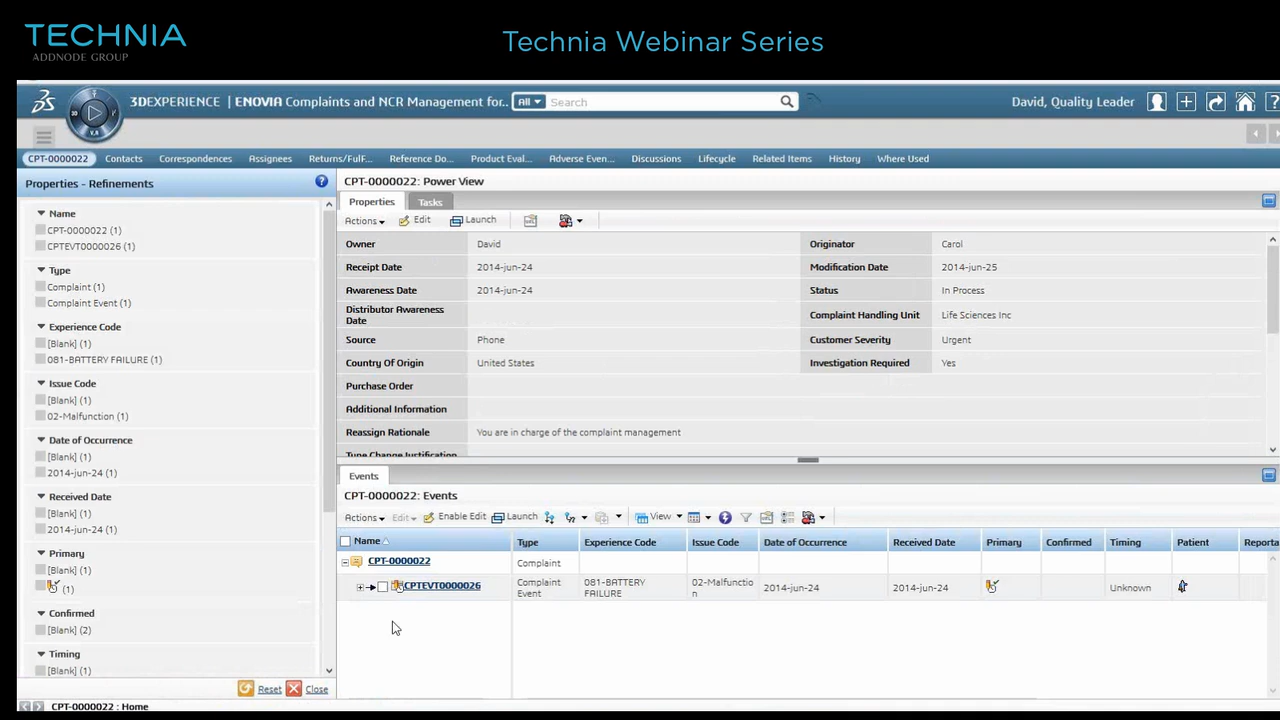 TECHNIA
ADDNODE GROUP
Technia Webinar Series
3DEXPERIENCE | ENOVIA Complaints and NCR Management for.. All Search David, Quality Leader
CPT-0000022 Contacts Correspondences Assignees Returns/Fulf... Reference Do... Product Eval... Adverse Even... Discussions Lifecycle Related Items History Where Used
Properties - Refinements
Name
CPT-0000022 (1)
CPTEVT0000026 (1)
Type
Complaint (1)
Complaint Event (1)
Experience Code
[Blank] (1)
081-BATTERY FAILURE (1)
Issue Code
[Blank] (1)
02-Malfunction (1)
Date of Occurrence
[Blank] (1)
2014-jun-24 (1)
Received Date
[Blank] (1)
2014-jun-24 (1)
Primary
[Blank] (1)
(1)
Confirmed
[Blank] (2)
Timing
[Blank] (1)
Reset Close
CPT-0000022: Power View
Properties Tasks
Actions Edit Launch
Owner David Originator Carol
Receipt Date 2014-jun-24 Modification Date 2014-jun-25
Awareness Date 2014-jun-24 Status In Process
Distributor Awareness
Date Complaint Handling Unit Life Sciences Inc
Source Phone Customer Severity Urgent
Country Of Origin United States Investigation Required Yes
Purchase Order
Additional Information
Reassign Rationale You are in charge of the complaint management
Type Change Justification
Events
CPT-0000022: Events
Actions Edit Enable Edit Launch View
Name Type Experience Code Issue Code Date of Occurrence Received Date Primary Confirmed Timing Patient Reporta
CPT-0000022 Complaint
CPTEVT0000026 Complaint 081-BATTERY 02-Malfunctio 2014-jun-24 2014-jun-24 Unknown
Event FAILURE n
CPT-0000022 : Home